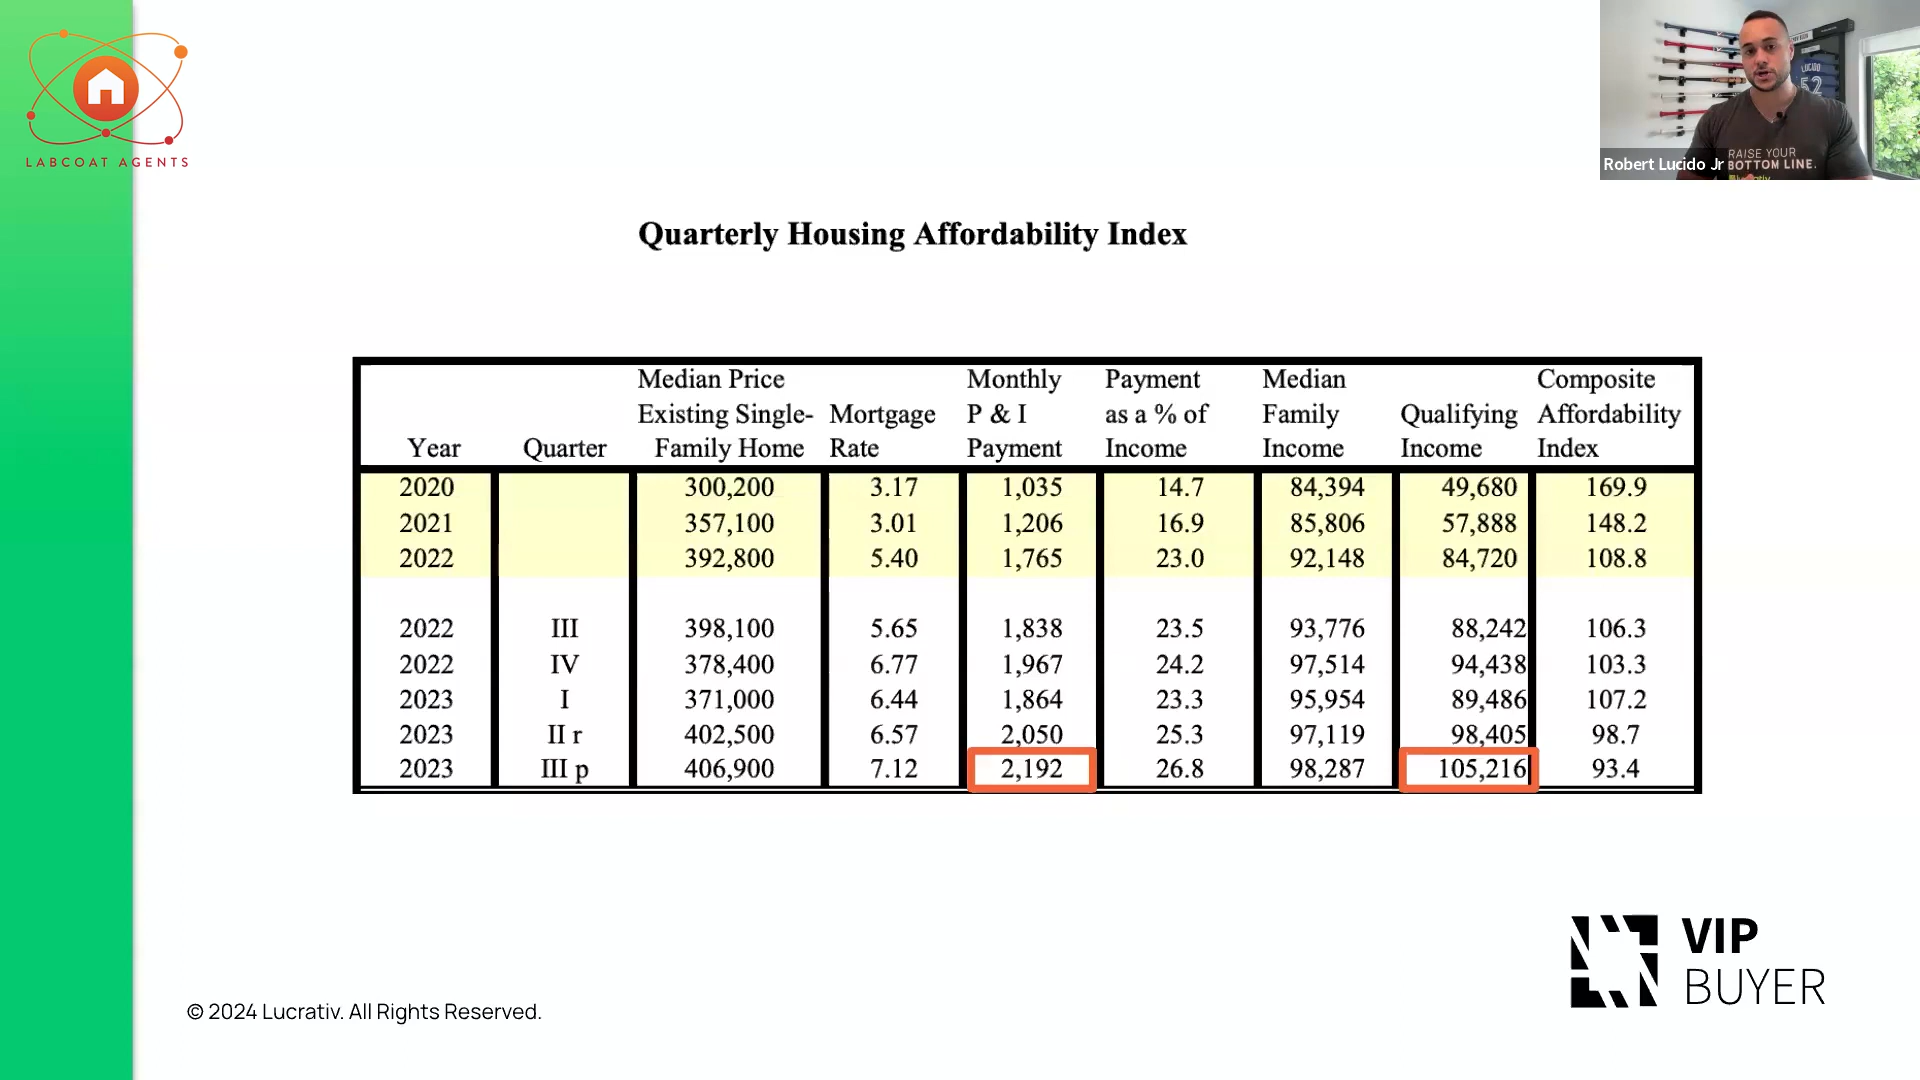 LABCOAT AGENTS
LUCIDO
52
RAISE YOUR
BOTTOM LINE.
Robert Lucido Jr
Quarterly Housing Affordability Index
Year Quarter Median Price Existing Single-Family Home Mortgage Rate Monthly P & I Payment Payment as a % of Income Median Family Income Qualifying Income Composite Affordability Index
2020 300,200 3.17 1,035 14.7 84,394 49,680 169.9
2021 357,100 3.01 1,206 16.9 85,806 57,888 148.2
2022 392,800 5.40 1,765 23.0 92,148 84,720 108.8
2022 III 398,100 5.65 1,838 23.5 93,776 88,242 106.3
2022 IV 378,400 6.77 1,967 24.2 97,514 94,438 103.3
2023 I 371,000 6.44 1,864 23.3 95,954 89,486 107.2
2023 II r 402,500 6.57 2,050 25.3 97,119 98,405 98.7
2023 III p 406,900 7.12 2,192 26.8 98,287 105,216 93.4
VIP
BUYER
© 2024 Lucrativ. All Rights Reserved.